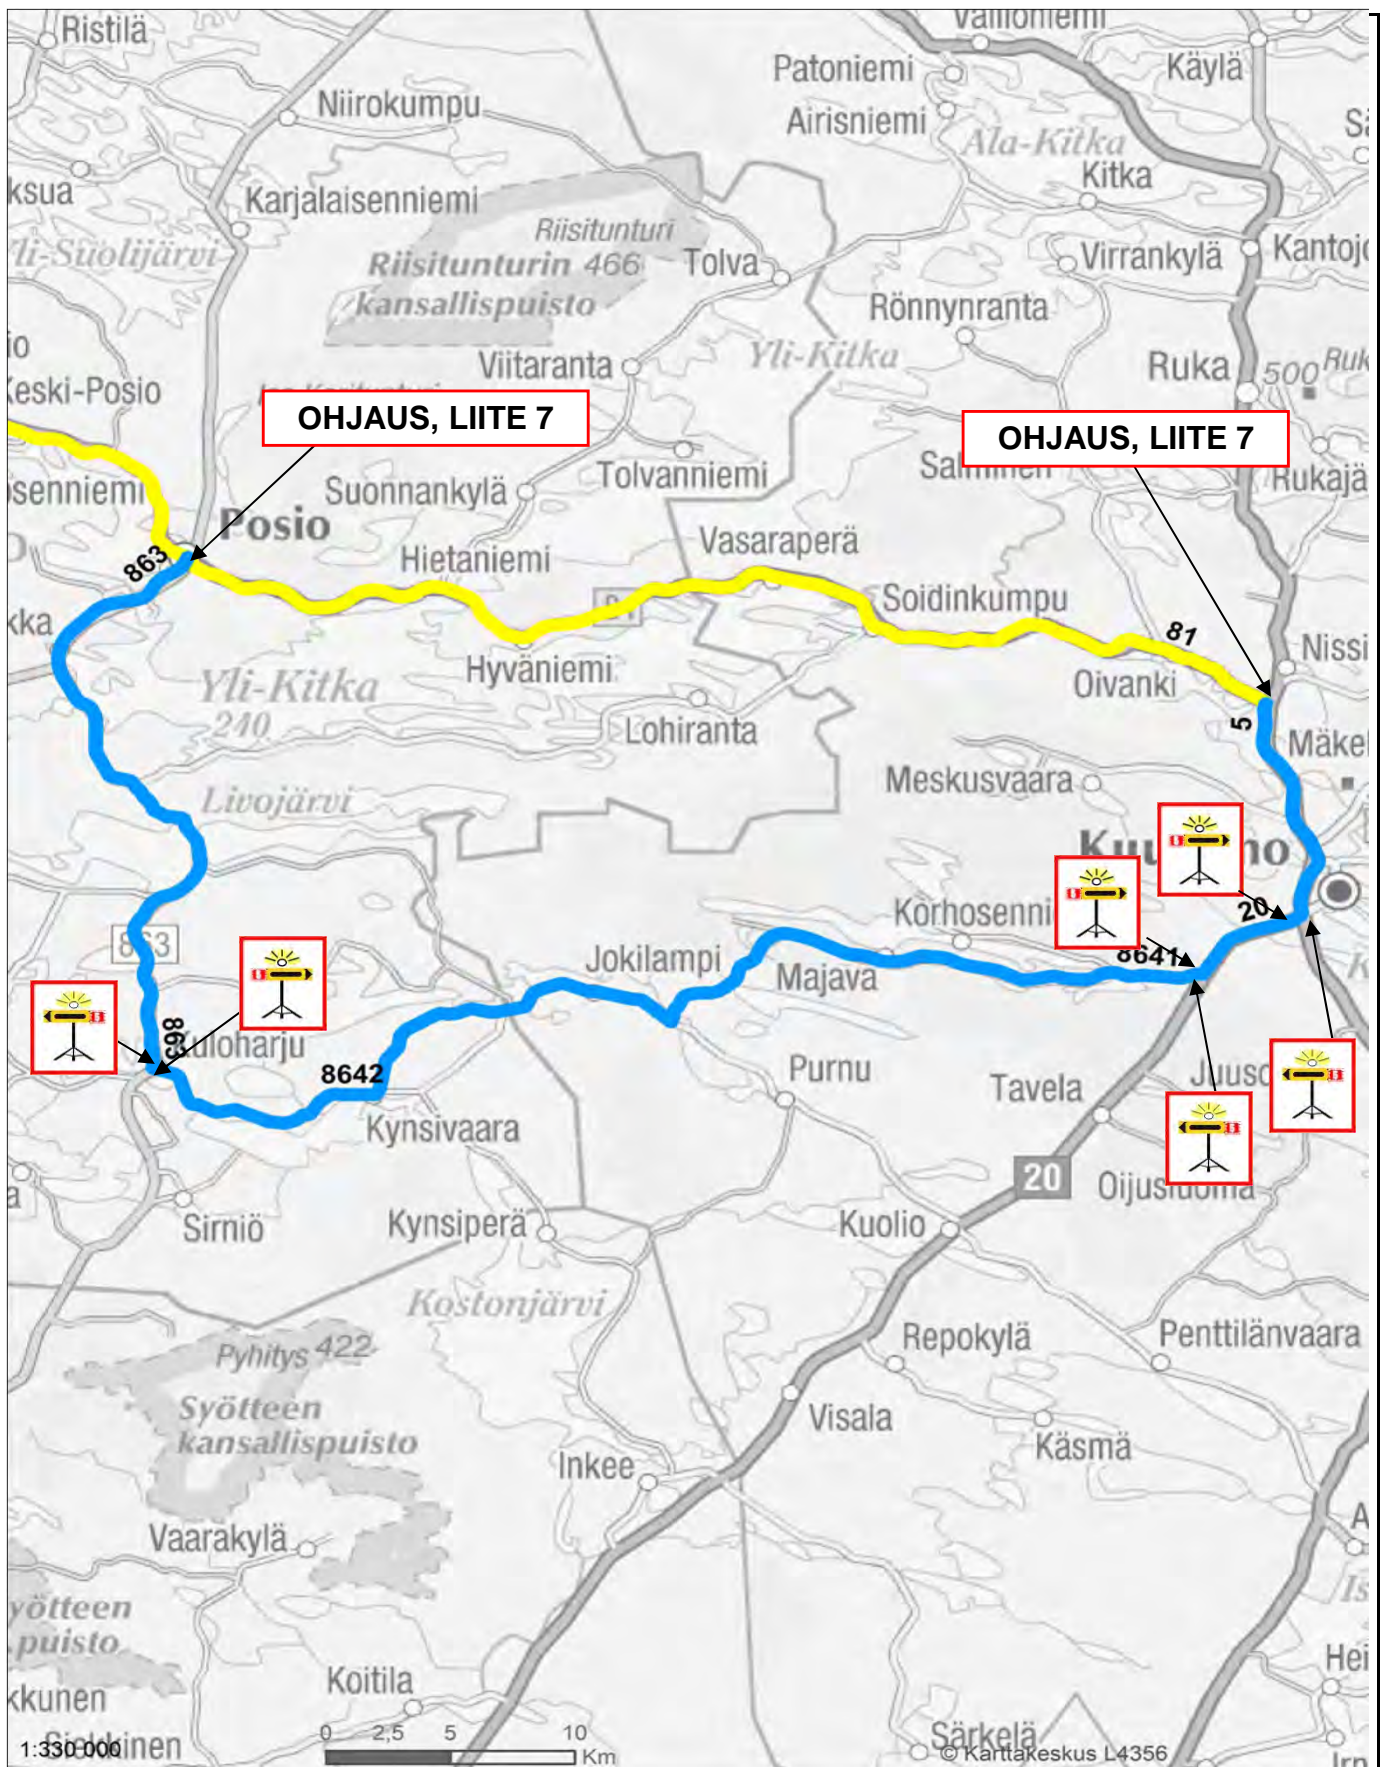 Ristilä
Käylä
Patoniemi
Niirokumpu
Airisniemi
Ala-Kitka
Kitka
Karjalaisenniemi
Riisitunturi
Virrankylä
Riisitunturin 466
kansallispuisto
Tolva
Rönnynranta
Viitaranta
Yli-Kitka
Ruka
500
Keski-Posio
OHJAUS, LIITE 7
OHJAUS, LIITE 7
Tolvanniemi
Suonnankylä
Posio
863
Hietaniemi
Vasaraperä
Soidinkumpu
81
Hyväniemi
Oivanki
Yli-Kitka
240
Lohiranta
5
Livojärvi
Meskusvaara
20
863
Jokilampi
Majava
8641
863
Kuloharju
8642
Purnu
Tavela
Kynsivaara
20
Oijusluoma
Sirniö
Kynsiperä
Kuolio
Kostonjärvi
Repokylä
Penttilänvaara
Pyhitys 422
Syötteen
kansallispuisto
Visala
Käsmä
Inkee
Vaarakylä
puisto
Koitila
0 2,5 5 10
Km
1:330 000
Särkelä
© Karttakeskus L4356